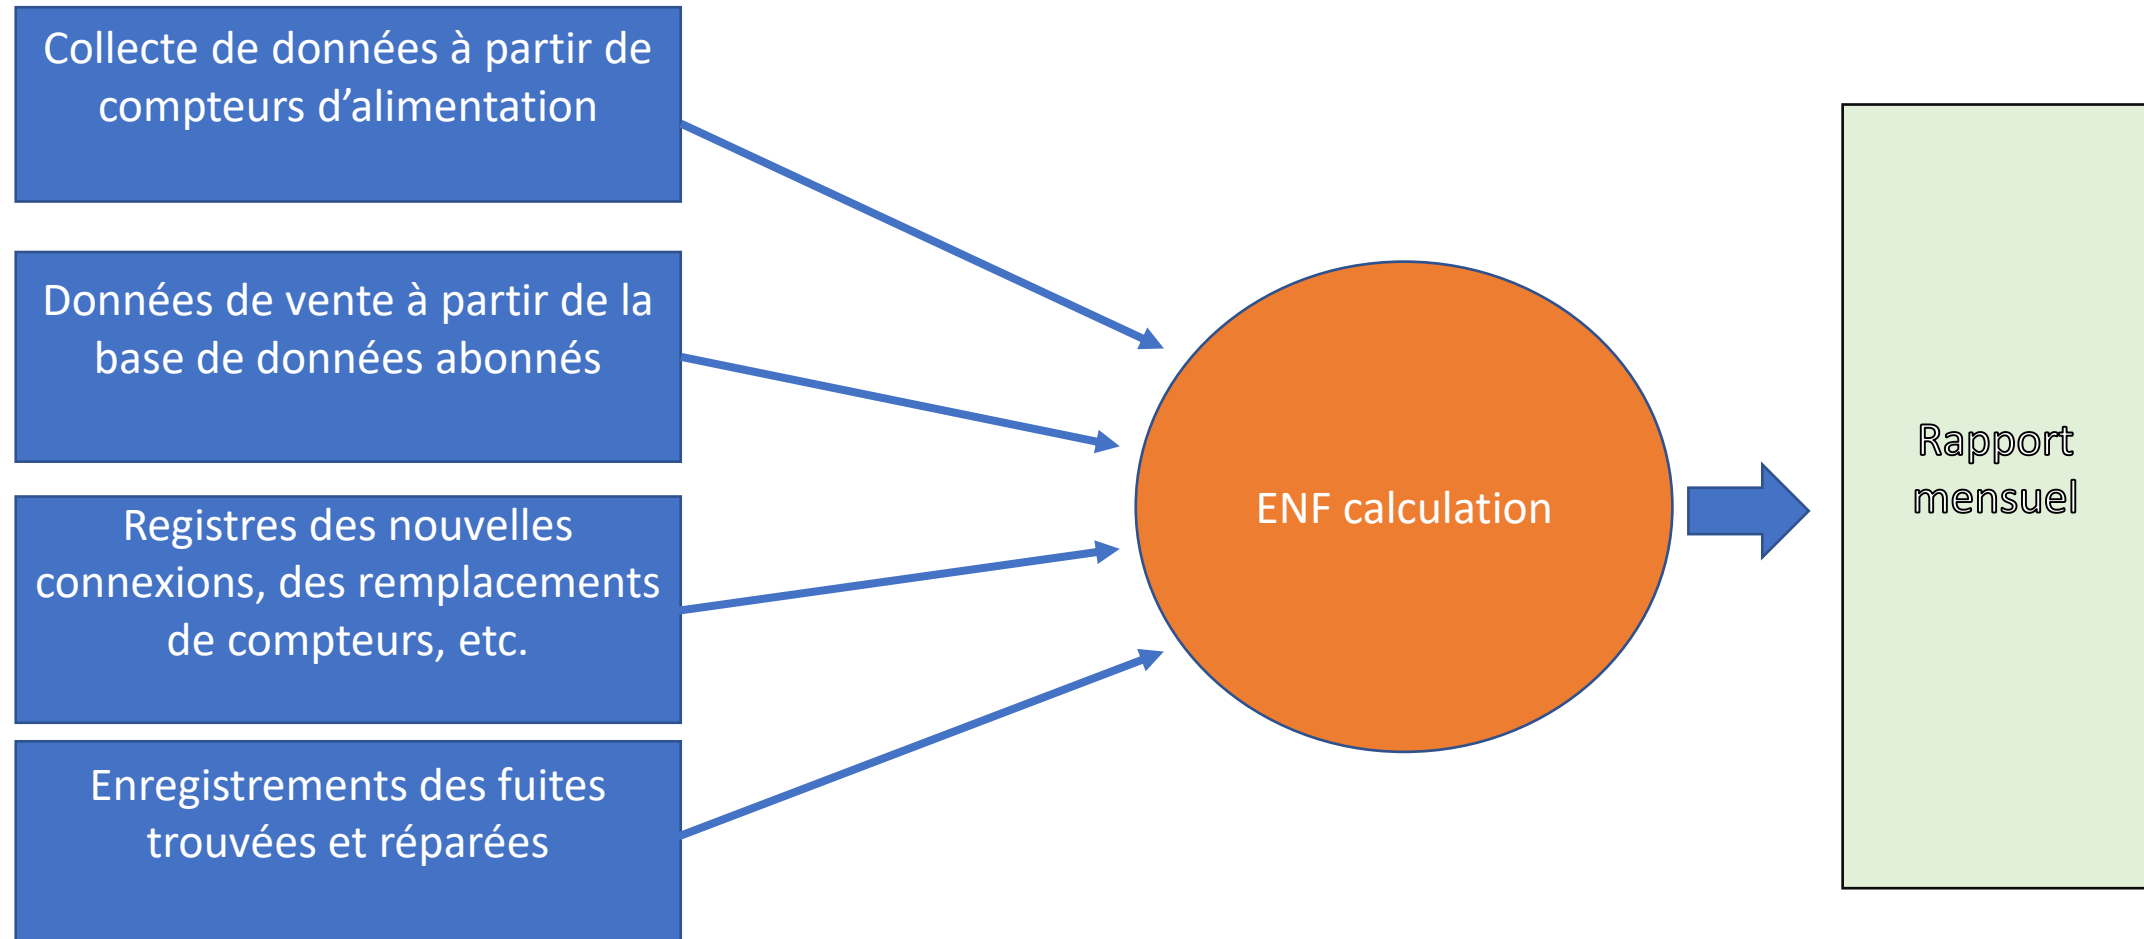 Collecte de données à partir de
compteurs d’alimentation
Données de vente à partir de la
base de données abonnés
Registres des nouvelles
connexions, des remplacements
de compteurs, etc.
Enregistrements des fuites
trouvées et réparées
ENF calculation
Rapport
mensuel